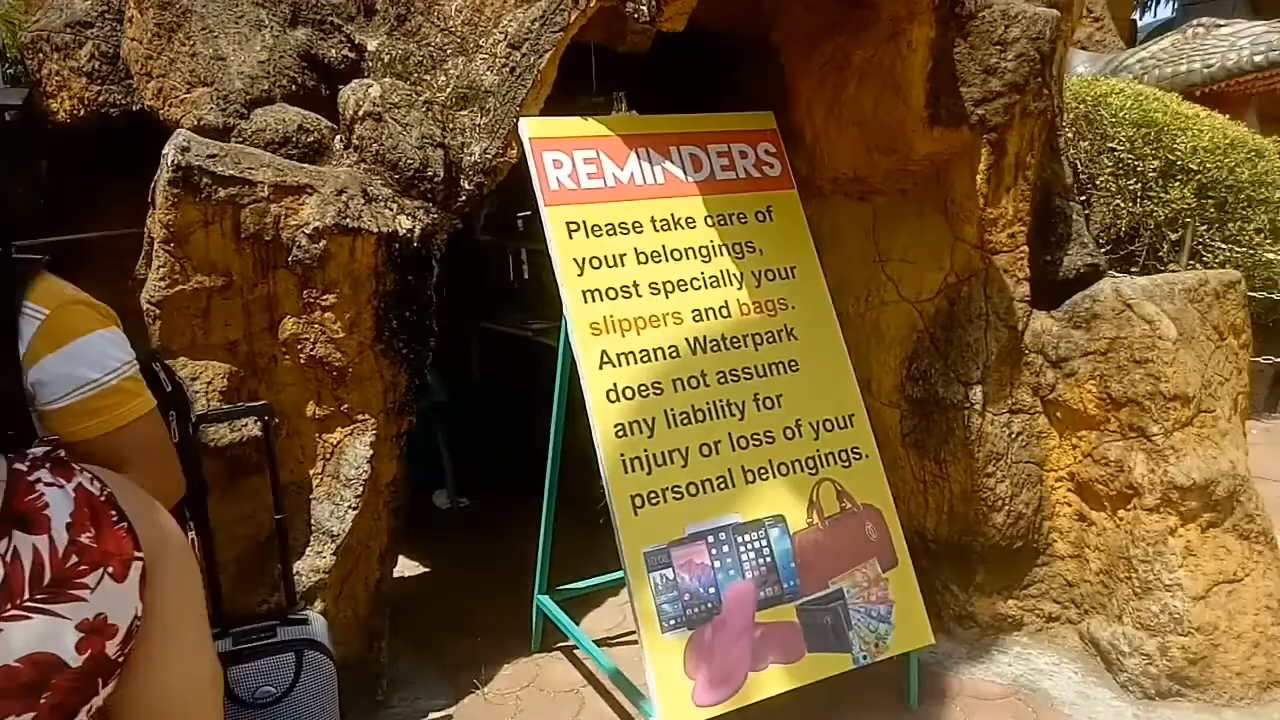 REMINDERS
Please take care of
your belongings,
most specially your
slippers and bags.
Amana Waterpark
does not assume
any liability for
injury or loss of your
personal belongings.